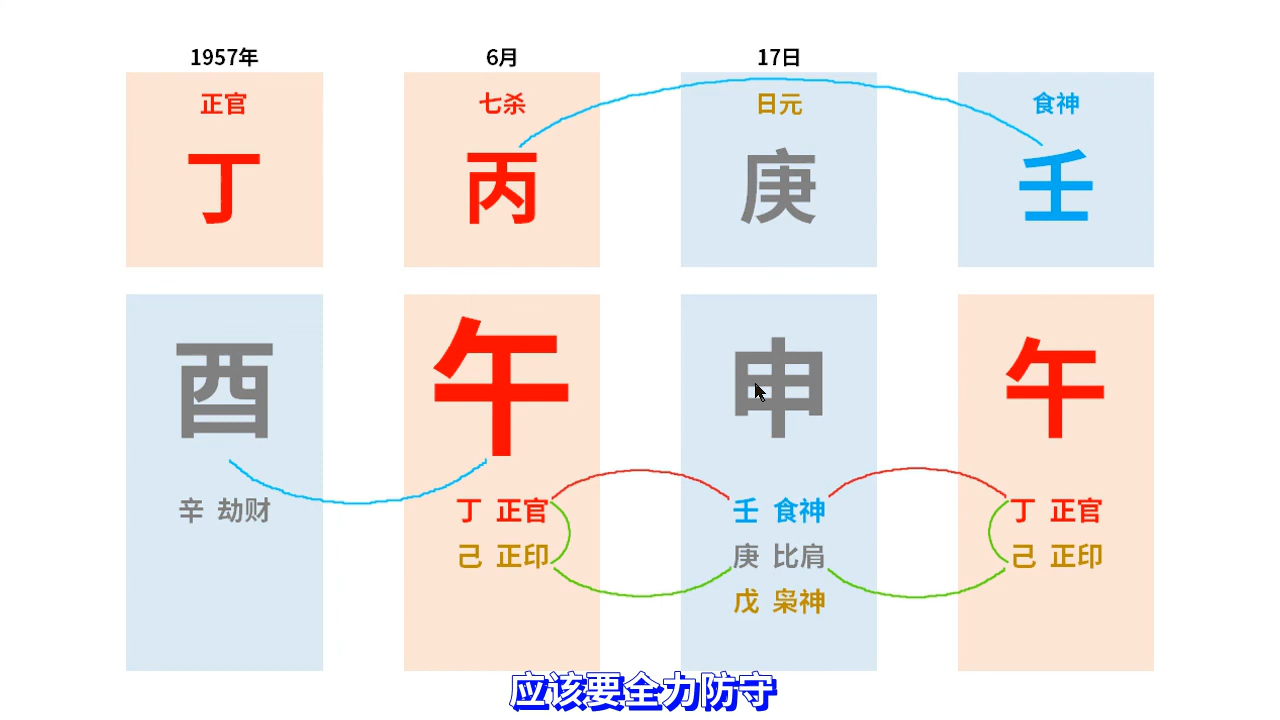 1957年 6月 17日
正官 七杀 日元 食神
丁 丙 庚 壬
酉 午 申 午
辛 劫财 丁 正官 壬 食神 丁 正官
己 正印 庚 比肩 己 正印
戊 枭神
应该要全力防守